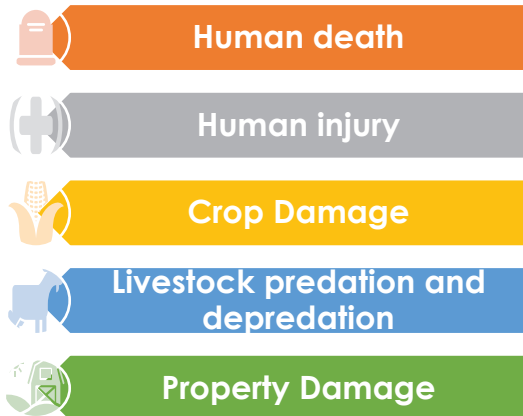 Human death
Human injury
Crop Damage
Livestock predation and
depredation
Property Damage